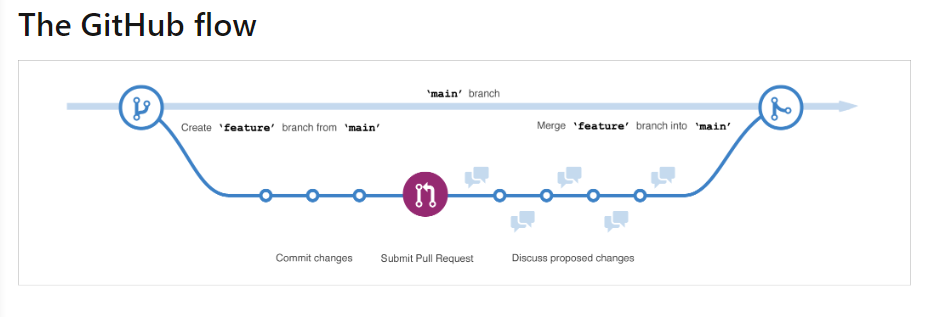 The GitHub flow
‘main’ branch
Create ‘feature’ branch from ‘main’
Merge ‘feature’ branch into ‘main’
Commit changes
Submit Pull Request
Discuss proposed changes